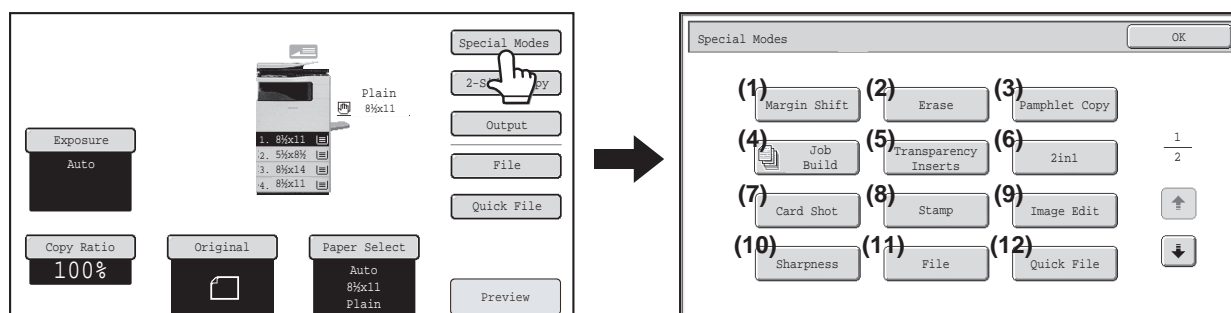 Special Modes
2-S py
Plain
8½x11
Output
Exposure
Auto
1. 8½x11
2. 5½x8½
3. 8½x14
4. 8½x11
File
Quick File
Copy Ratio
100%
Original
Paper Select
Auto
8½x11
Plain
Preview
Special Modes
OK
(1) Margin Shift
(2) Erase
(3) Pamphlet Copy
(4) Job
Build
(5) Transparency
Inserts
(6) 2in1
1
2
(7) Card Shot
(8) Stamp
(9) Image Edit
(10) Sharpness
(11) File
(12) Quick File